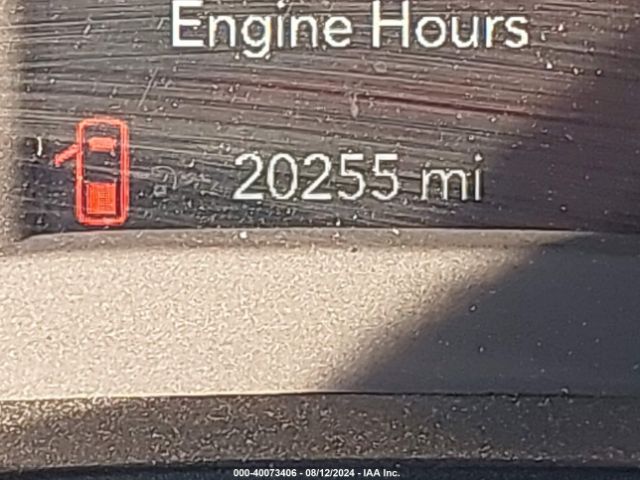 Engine Hours
20255 mi
000-40073406 - 08/12/2024 - IAA Inc.